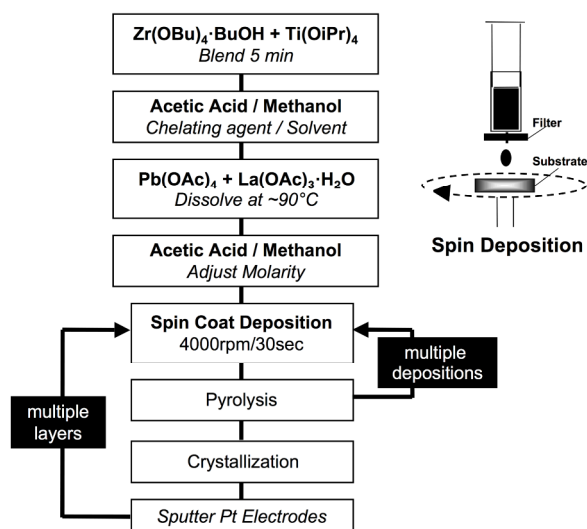 Zr(OBu)₄·BuOH + Ti(OiPr)₄
Blend 5 min
Acetic Acid / Methanol
Chelating agent / Solvent
Pb(OAc)₄ + La(OAc)₃·H₂O
Dissolve at ~90°C
Acetic Acid / Methanol
Adjust Molarity
Spin Coat Deposition
4000rpm/30sec
Pyrolysis
Crystallization
Sputter Pt Electrodes
multiple
layers
multiple
depositions
Filter
Substrate
Spin Deposition